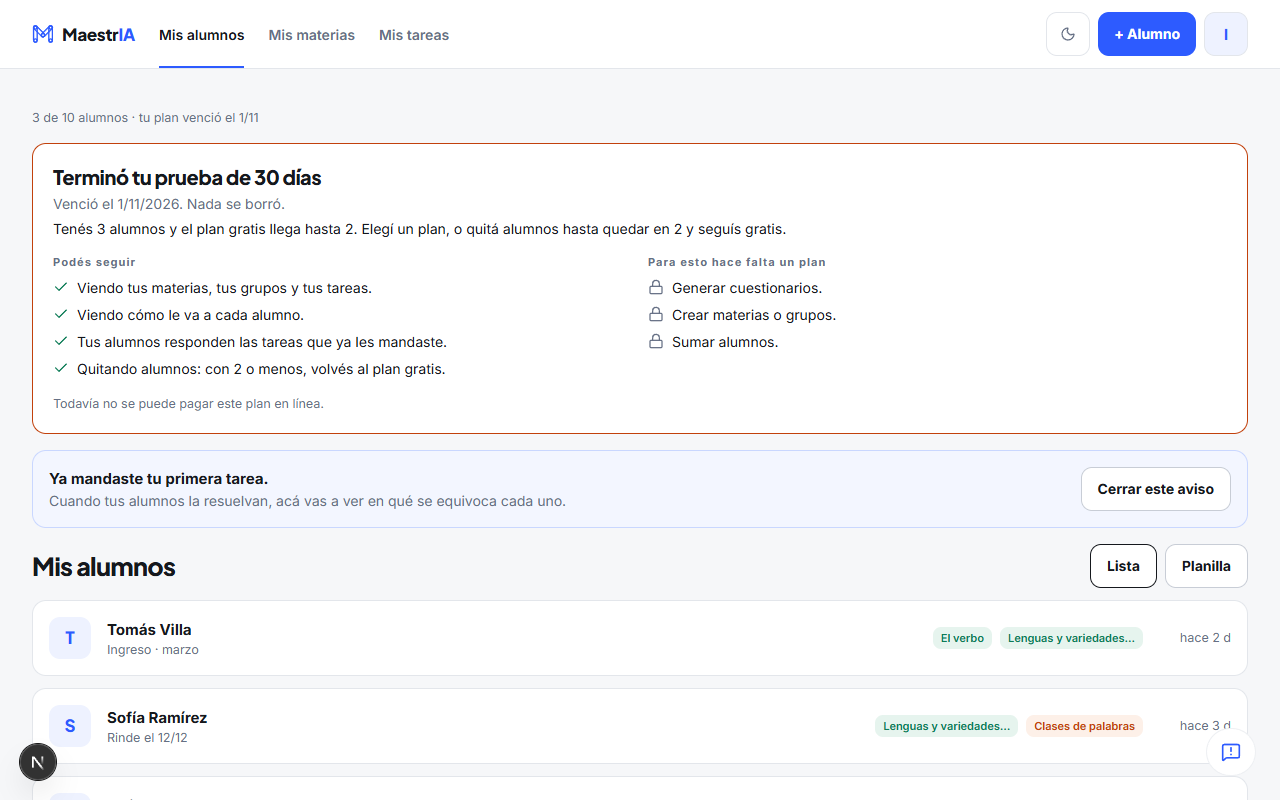 MaestrIA
Mis alumnos
Mis materias
Mis tareas
+ Alumno
I
3 de 10 alumnos · tu plan venció el 1/11
Terminó tu prueba de 30 días
Venció el 1/11/2026. Nada se borró.
Tenés 3 alumnos y el plan gratis llega hasta 2. Elegí un plan, o quitá alumnos hasta quedar en 2 y seguís gratis.
Podés seguir
Viendo tus materias, tus grupos y tus tareas.
Viendo cómo le va a cada alumno.
Tus alumnos responden las tareas que ya les mandaste.
Quitando alumnos: con 2 o menos, volvés al plan gratis.
Para esto hace falta un plan
Generar cuestionarios.
Crear materias o grupos.
Sumar alumnos.
Todavía no se puede pagar este plan en línea.
Ya mandaste tu primera tarea.
Cuando tus alumnos la resuelvan, acá vas a ver en qué se equivoca cada uno.
Cerrar este aviso
Mis alumnos
Lista
Planilla
T
Tomás Villa
Ingreso · marzo
El verbo
Lenguas y variedades...
hace 2 d
S
Sofía Ramírez
Rinde el 12/12
Lenguas y variedades...
Clases de palabras
hace 3 d
N